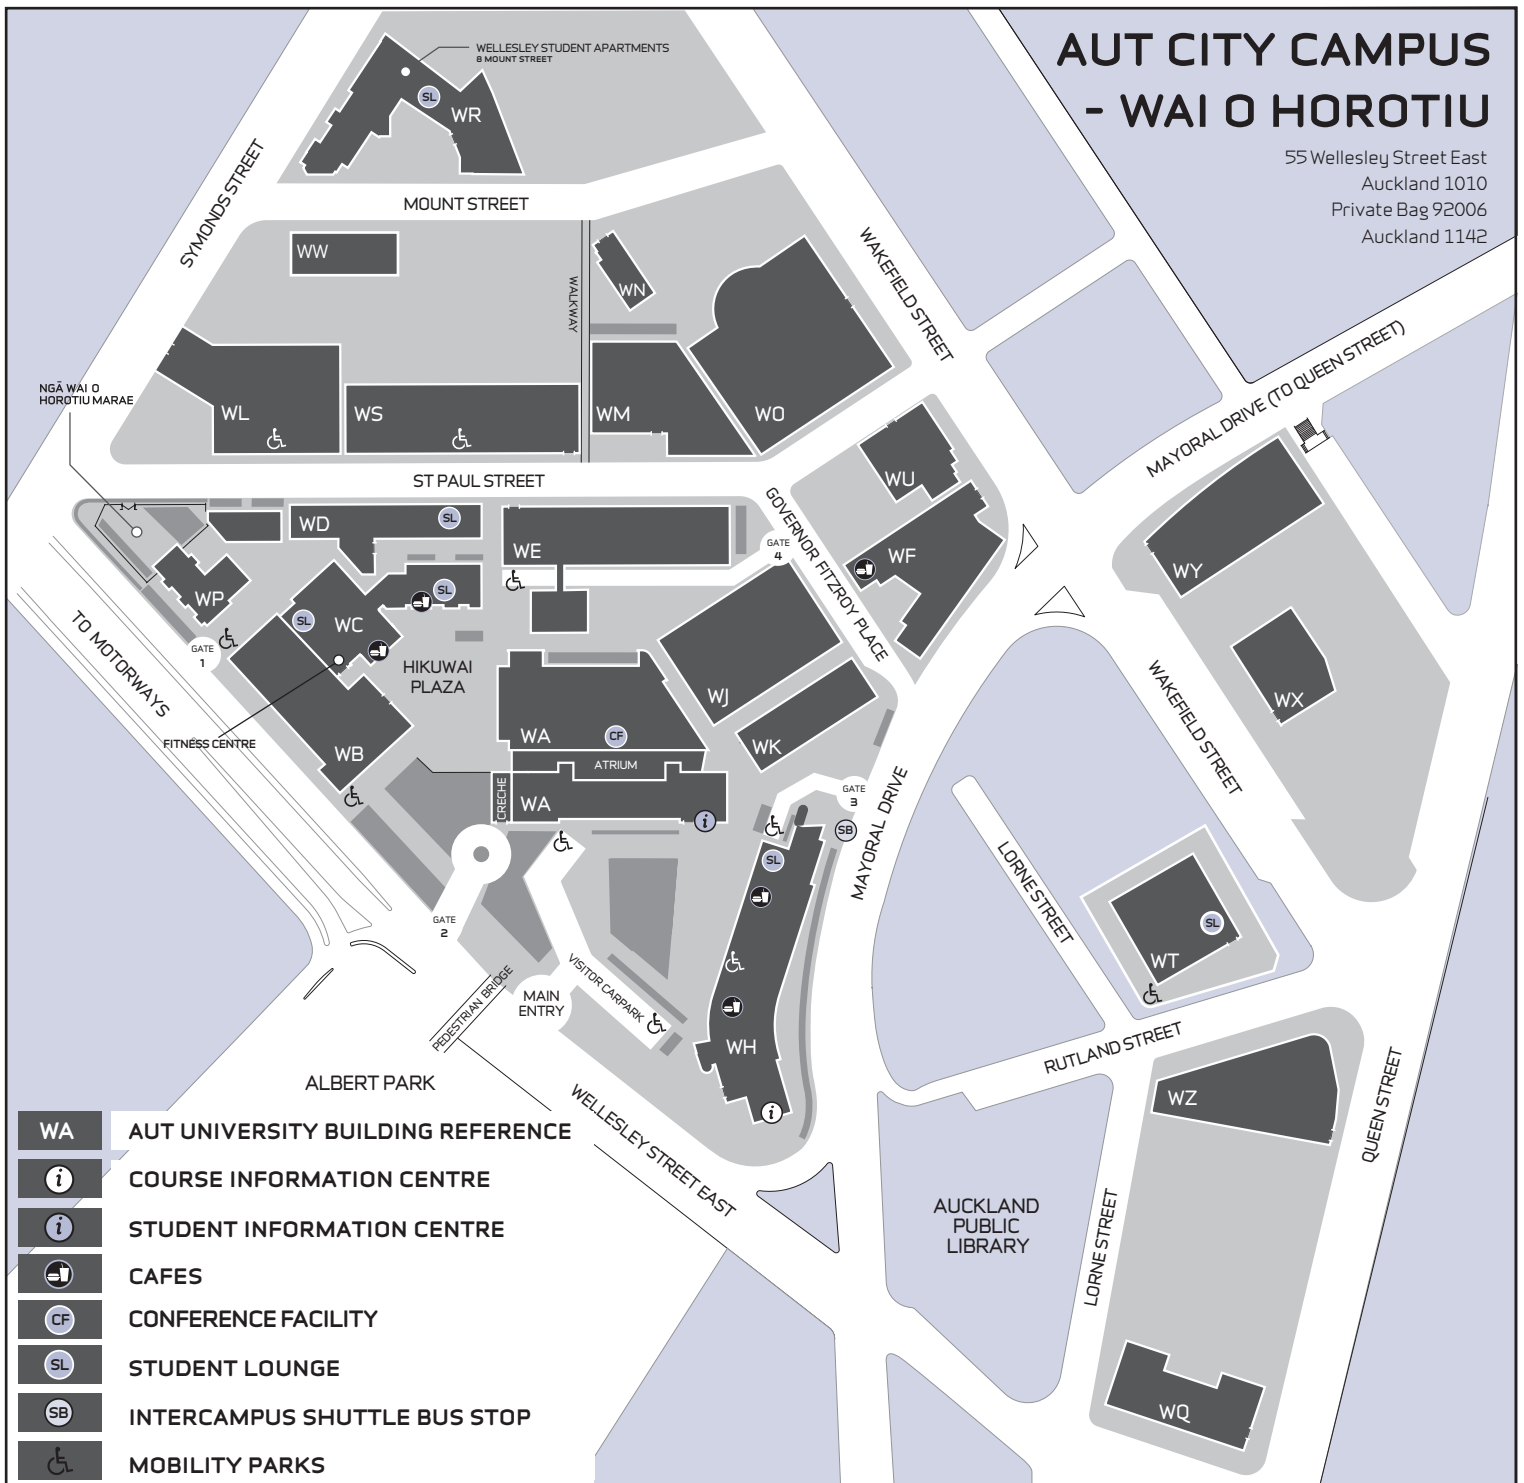 AUT CITY CAMPUS
- WAI O HOROTIU
55 Wellesley Street East
Auckland 1010
Private Bag 92006
Auckland 1142
WELLESLEY STUDENT APARTMENTS
8 MOUNT STREET
SL
WR
SYMONDS STREET
MOUNT STREET
WW
WALKWAY
WN
WAKEFIELD STREET
MAYORAL DRIVE (TO QUEEN STREET)
NGĀ WAI O
HOROTIU MARAE
WL
WS
WM
WO
ST PAUL STREET
WU
GOVERNOR FITZROY PLACE
WD
SL
WE
GATE
4
WF
WY
WP
SL
SL
WC
GATE
1
TO MOTORWAYS
HIKUWAI
PLAZA
WJ
WX
WAKEFIELD STREET
FITNESS CENTRE
WB
WA
CF
WK
ATRIUM
CRECHE
WA
i
GATE
3
SB
MAYORAL DRIVE
SL
LORNE STREET
GATE
2
SL
WT
VISITOR CARPARK
PEDESTRIAN BRIDGE
MAIN
ENTRY
WH
RUTLAND STREET
ALBERT PARK
WZ
QUEEN STREET
i
WELLESLEY STREET EAST
AUCKLAND
PUBLIC
LIBRARY
LORNE STREET
WQ
WA AUT UNIVERSITY BUILDING REFERENCE
i COURSE INFORMATION CENTRE
i STUDENT INFORMATION CENTRE
CAFES
CF CONFERENCE FACILITY
SL STUDENT LOUNGE
SB INTERCAMPUS SHUTTLE BUS STOP
MOBILITY PARKS